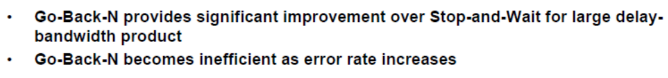 • Go-Back-N provides significant improvement over Stop-and-Wait for large delay-
bandwidth product
• Go-Back-N becomes inefficient as error rate increases